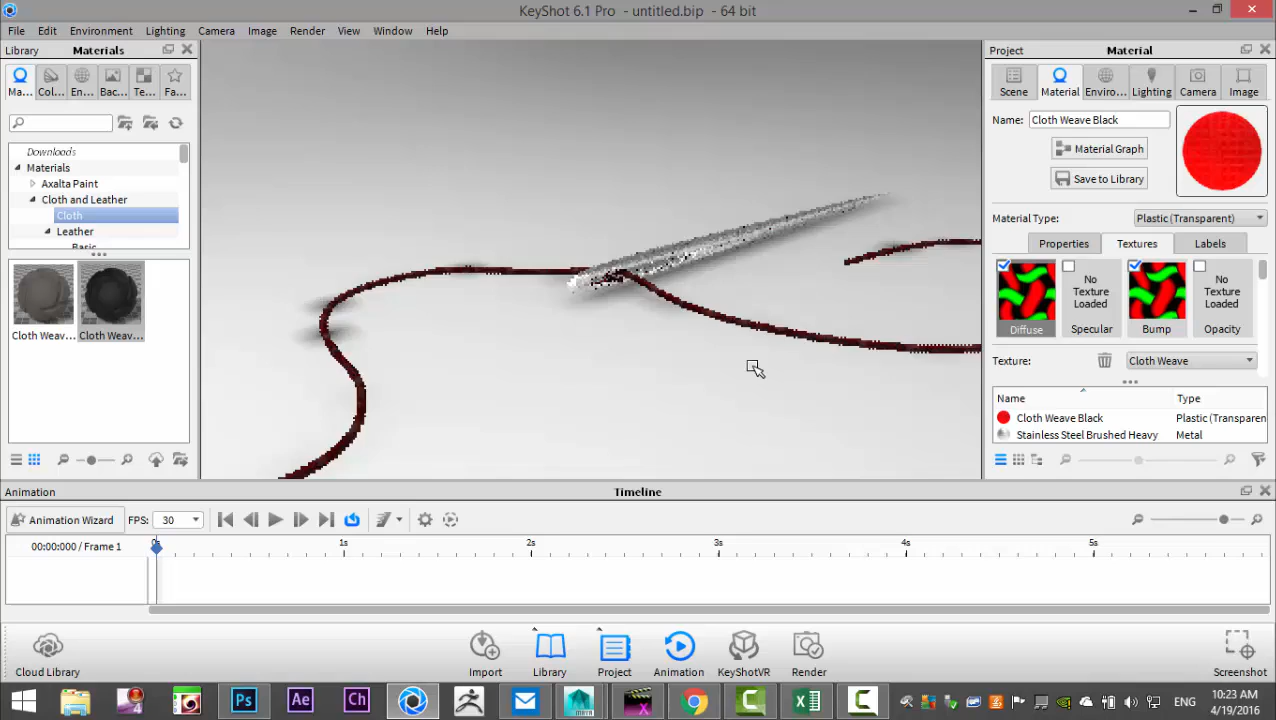 KeyShot 6.1 Pro - untitled.bip - 64 bit
File Edit Environment Lighting Camera Image Render View Window Help
Library Materials
Project Material
Ma... Col... En... Bac... Te... Fa...
Scene Material Enviro... Lighting Camera Image
Name: Cloth Weave Black
Downloads
Materials
Material Graph
Axalta Paint
Save to Library
Cloth and Leather
Cloth
Material Type: Plastic (Transparent)
Leather
Basic
Properties Textures Labels
No Texture Loaded
No Texture Loaded
Cloth Weav... Cloth Weav...
Diffuse Specular Bump Opacity
Texture: Cloth Weave
Name Type
Cloth Weave Black Plastic (Transparen
Stainless Steel Brushed Heavy Metal
Animation Timeline
Animation Wizard FPS: 30
00:00:000 / Frame 1
0s 1s 2s 3s 4s 5s
Cloud Library Import Library Project Animation KeyShotVR Render Screenshot
Ps Ae Ch maya ENG
10:23 AM
4/19/2016